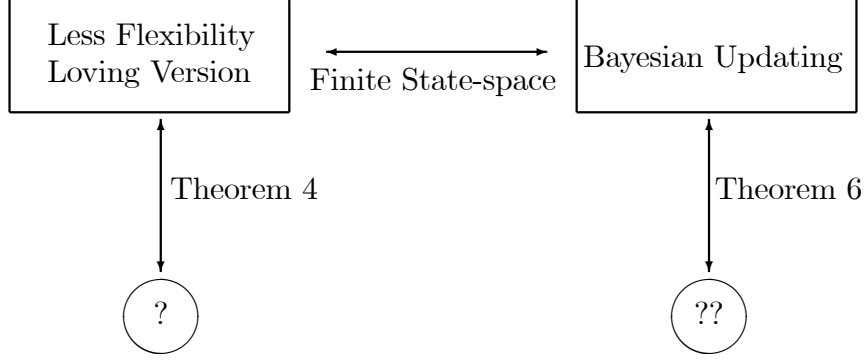 Less Flexibility
Loving Version
Finite State-space
Bayesian Updating
Theorem 4
Theorem 6
?
??